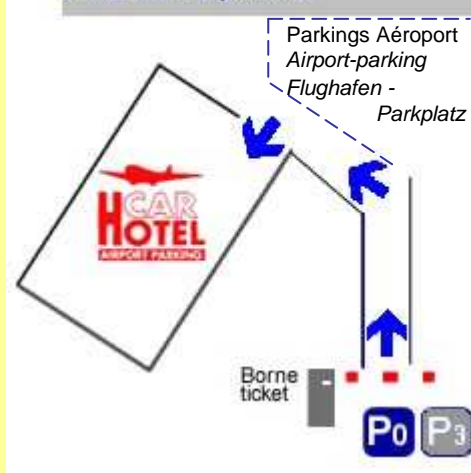 Parkings Aéroport
Airport-parking
Flughafen -
Parkplatz
CAR
HOTEL
AIRPORT PARKING
Borne
ticket
P0 P3